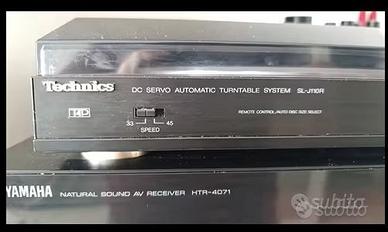 Technics
DC SERVO AUTOMATIC TURNTABLE SYSTEM SL-J110R
REMOTE CONTROL/AUTO DISC SIZE SELECT
33 45
SPEED
YAMAHA NATURAL SOUND AV RECEIVER HTR-4071
subito